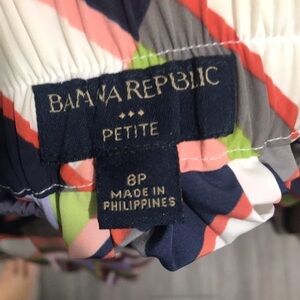 BANANA REPUBLIC
PETITE
8P
MADE IN
PHILIPPINES